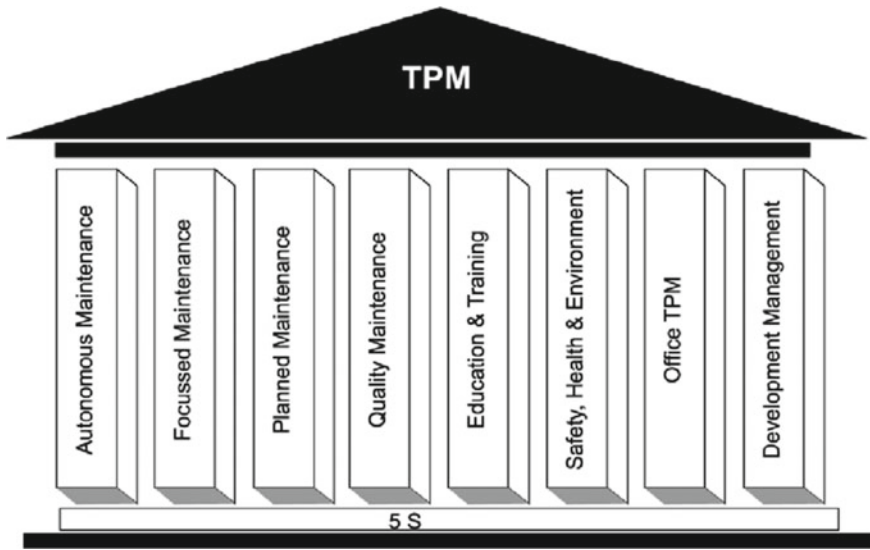 TPM
Autonomous Maintenance
Focussed Maintenance
Planned Maintenance
Quality Maintenance
Education & Training
Safety, Health & Environment
Office TPM
Development Management
5 S